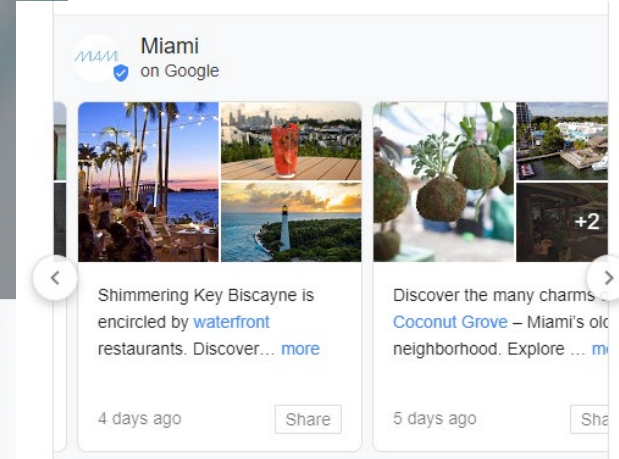 MIAMI
Miami
on Google
+2
Shimmering Key Biscayne is
encircled by waterfront
restaurants. Discover… more
4 days ago
Share
Discover the many charms
Coconut Grove – Miami's
neighborhood. Explore …
5 days ago